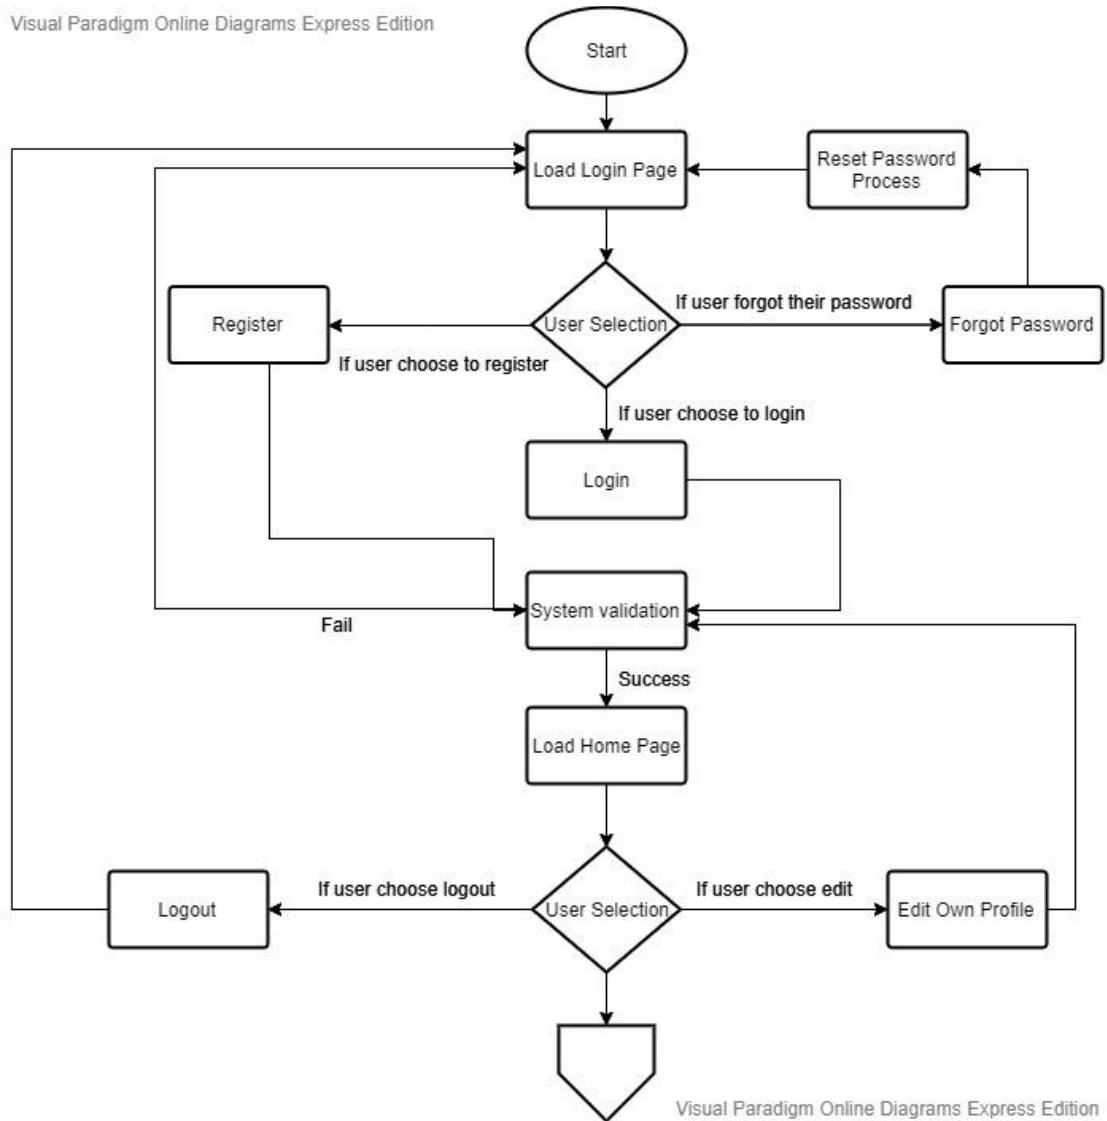 Visual Paradigm Online Diagrams Express Edition
Start
Load Login Page
Reset Password
Process
Register
User Selection
If user forgot their password
Forgot Password
If user choose to register
If user choose to login
Login
System validation
Fail
Success
Load Home Page
Logout
If user choose logout
User Selection
If user choose edit
Edit Own Profile
Visual Paradigm Online Diagrams Express Edition